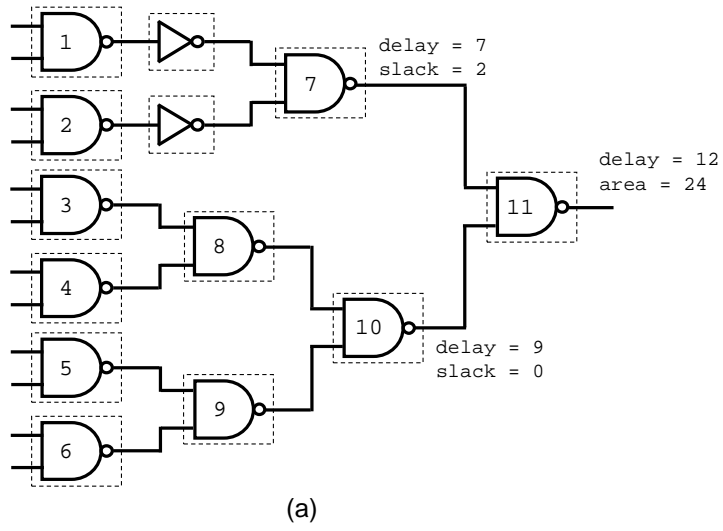 1
delay = 7
slack = 2
7
2
delay = 12
area = 24
3
11
8
4
10
delay = 9
slack = 0
5
9
6
(a)